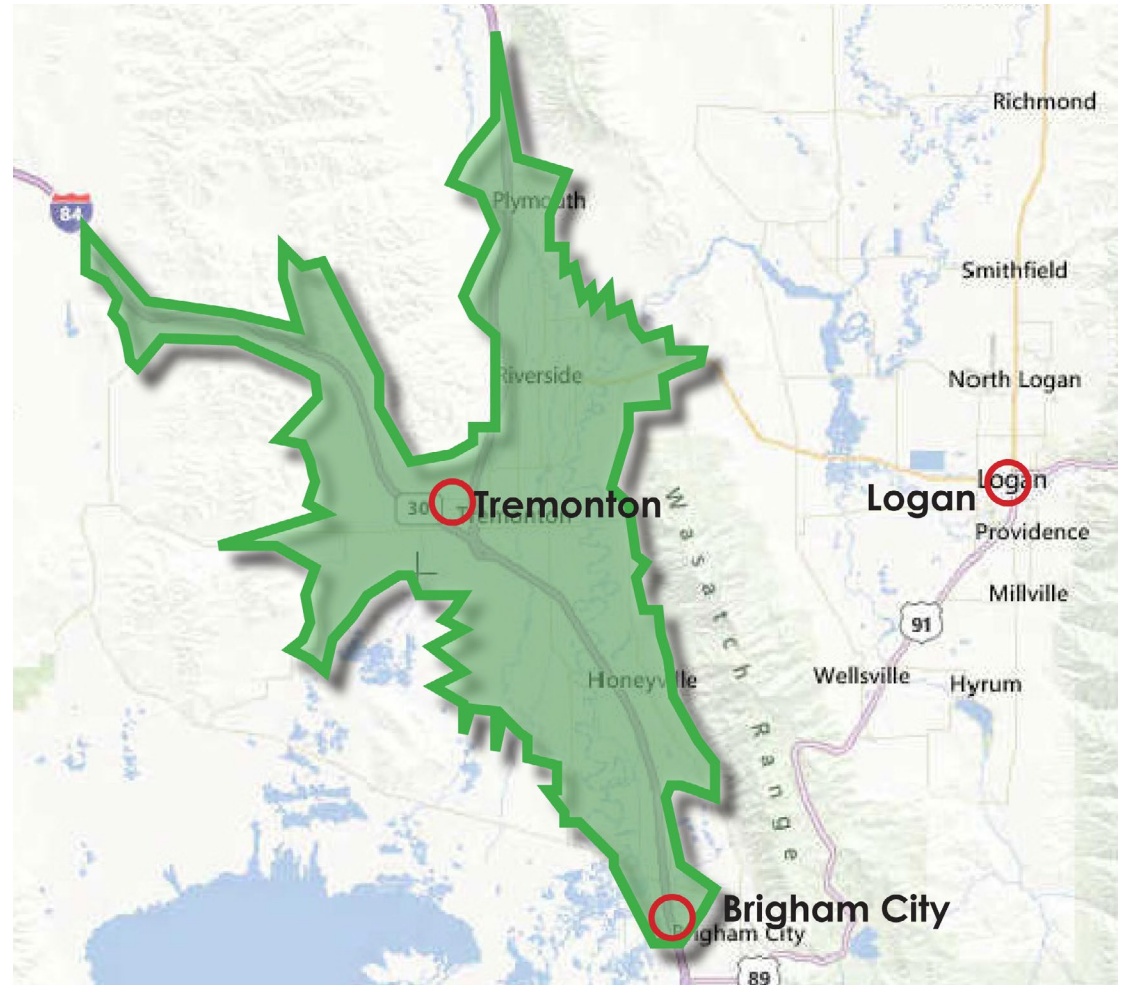 Richmond
84
Plymouth
Smithfield
Riverside
North Logan
Logan
Logan
30
Tremonton
Tremonton
Providence
Millville
91
Wasatch Range
Honeyville
Wellsville
Hyrum
Brigham City
Brigham City
89